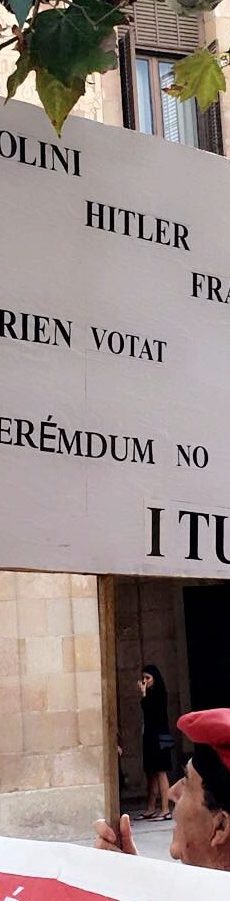 OLINI
HITLER
FRA
RIEN VOTAT
ERÉMDUM NO
I TU